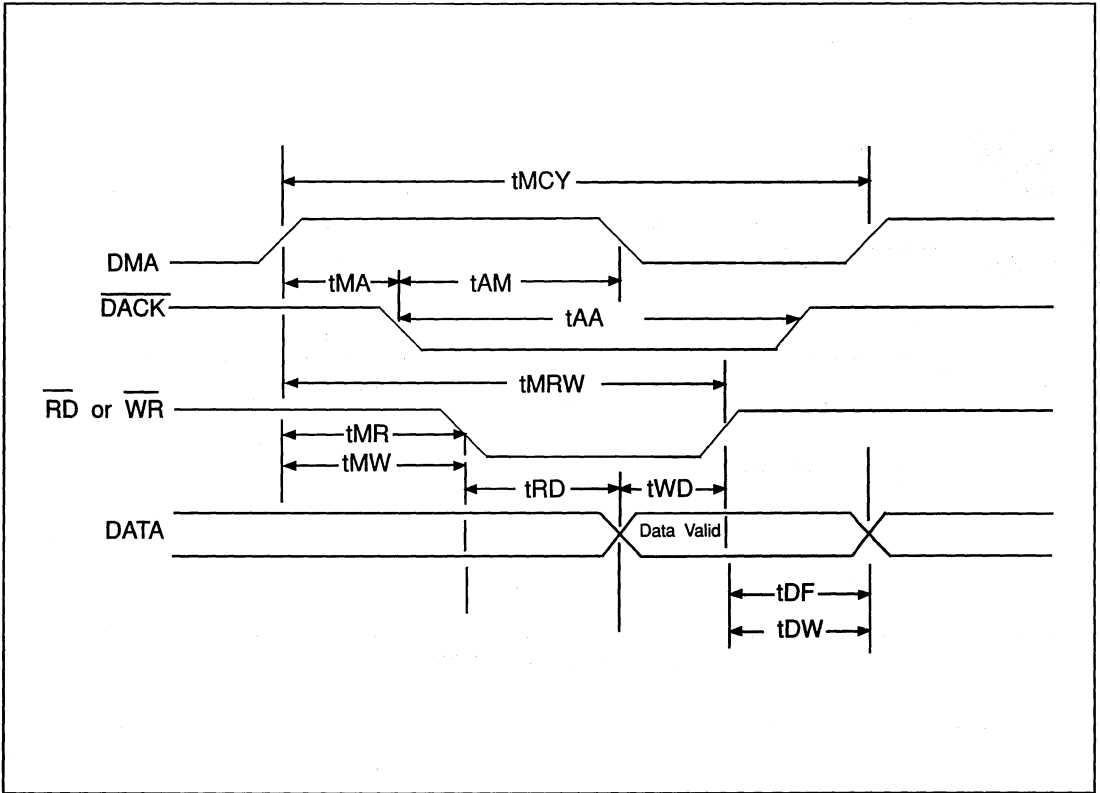 tMCY
DMA
tMA
tAM
DACK
tAA
tMRW
RD or WR
tMR
tMW
tRD
tWD
DATA
Data Valid
tDF
tDW